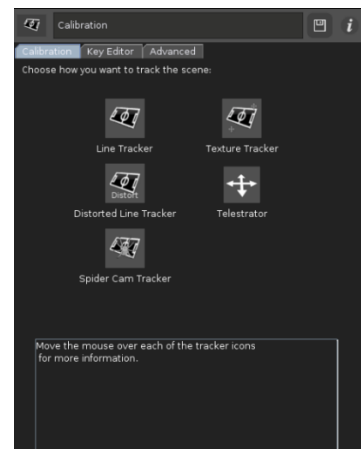 Calibration
Calibration Key Editor Advanced
Choose how you want to track the scene:
Line Tracker Texture Tracker
Distort
Distorted Line Tracker Telestrator
Spider Cam Tracker
Move the mouse over each of the tracker icons
for more information.